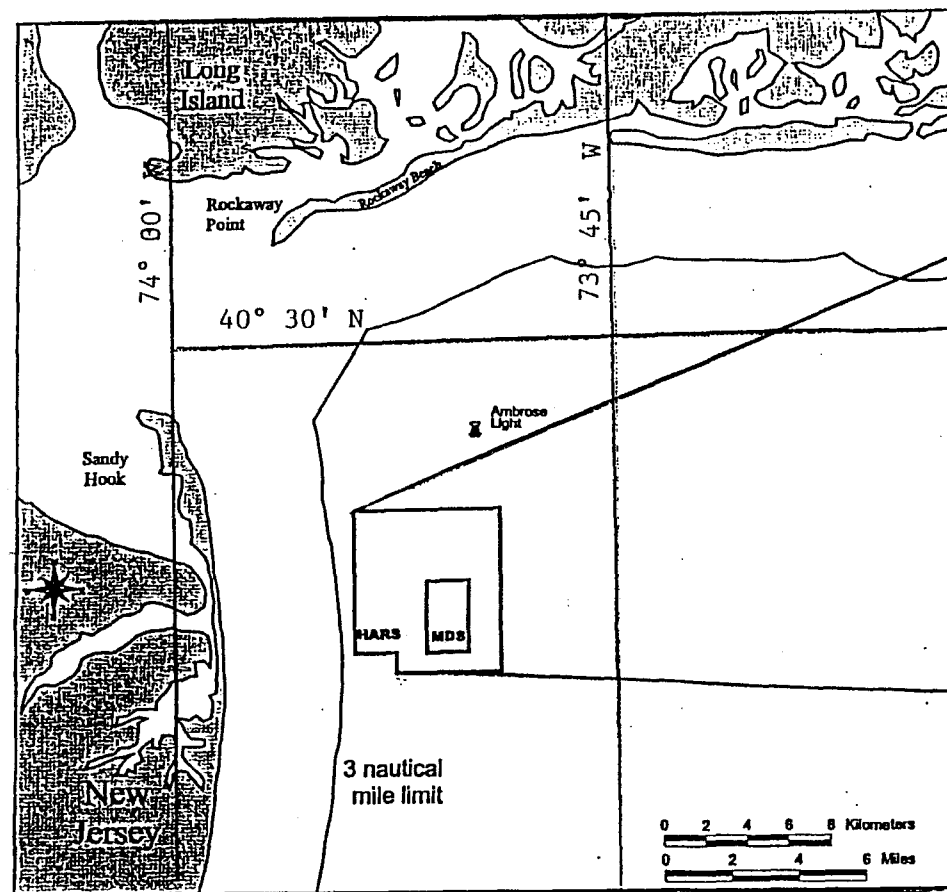 Long
Island
Rockaway Beach
Rockaway
Point
74° 00' W
73° 45' W
40° 30' N
Ambrose
Light
Sandy
Hook
HARS
MDS
3 nautical
mile limit
New
Jersey
0 2 4 6 8 Kilometers
0 2 4 6 Miles